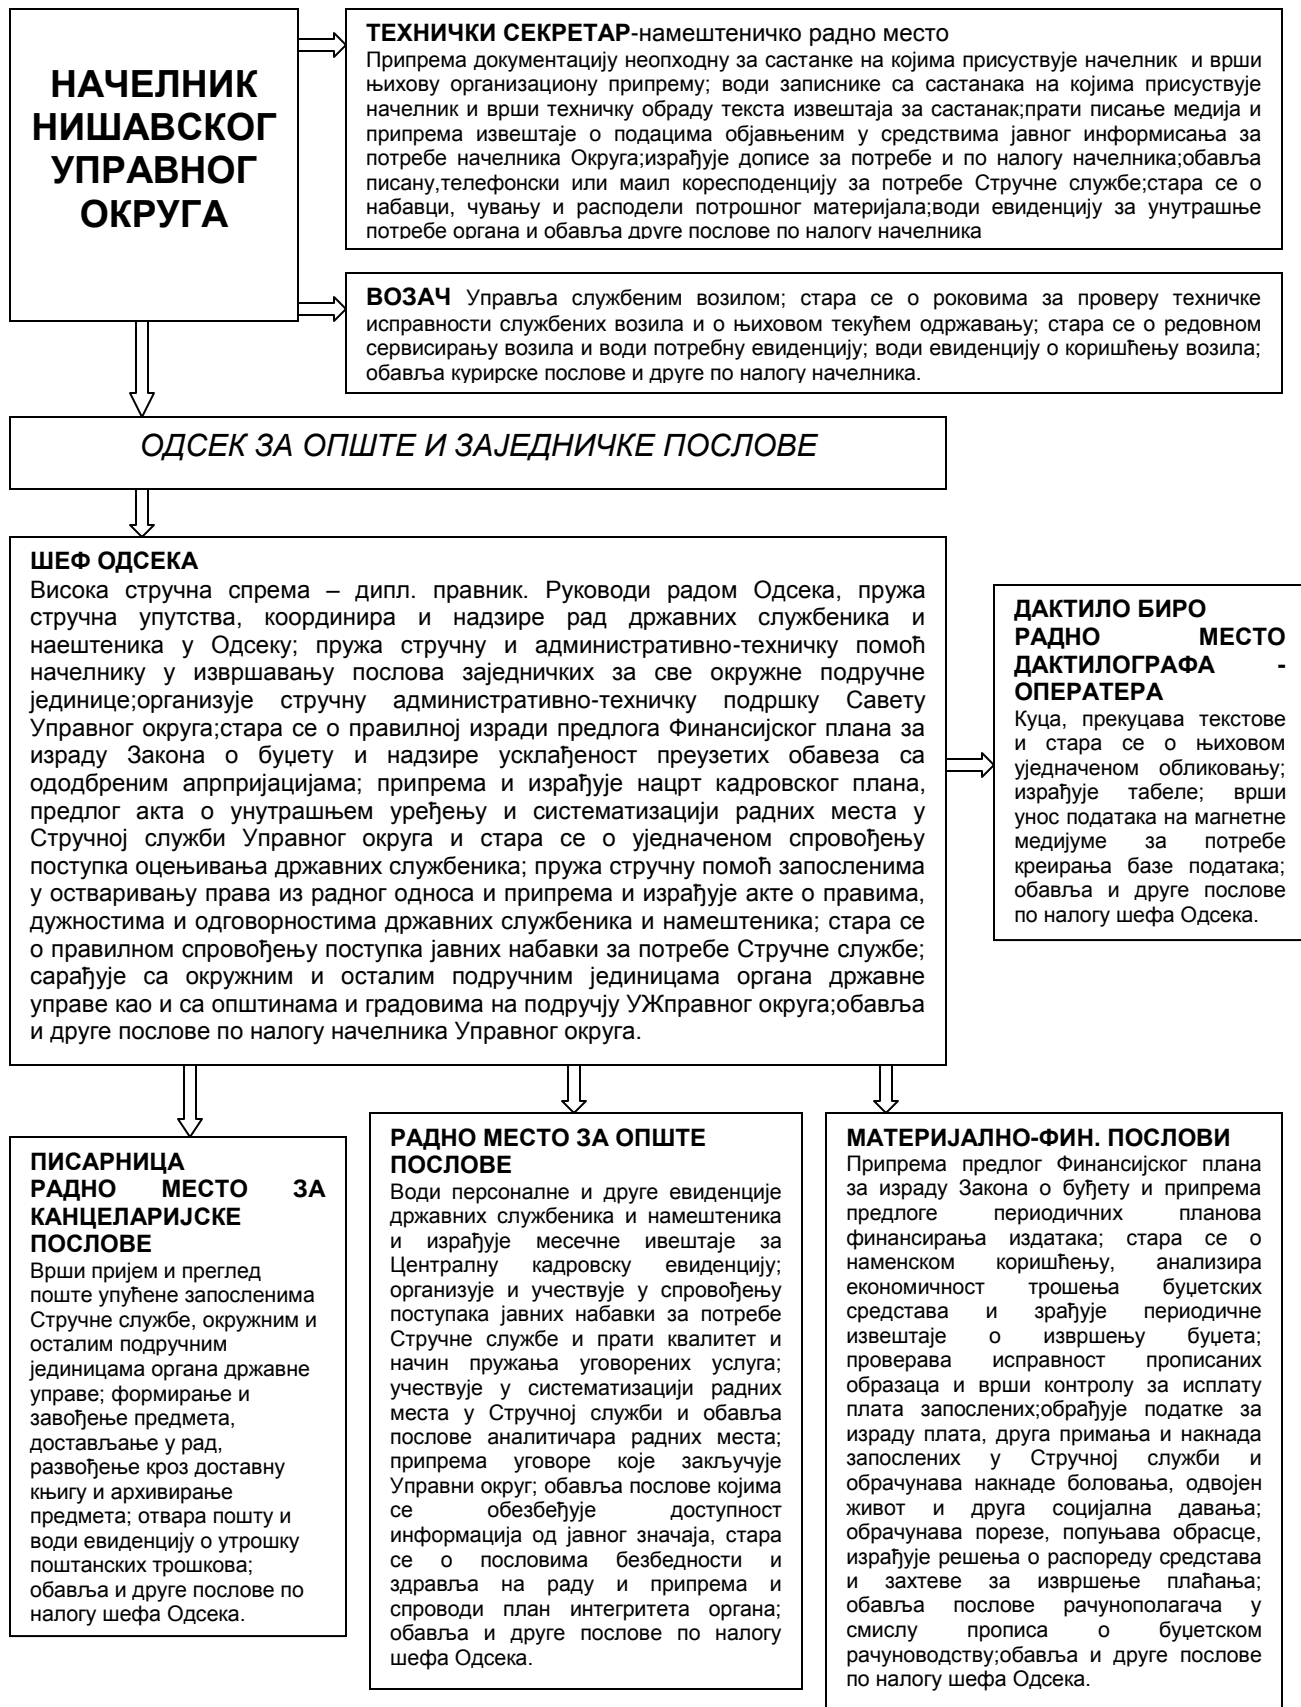 НАЧЕЛНИК
НИШАВСКОГ
УПРАВНОГ
ОКРУГА
ТЕХНИЧКИ СЕКРЕТАР-намештеничко радно место
Припрема документацију неопходну за састанке на којима присуствује начелник и врши
њихову организациону припрему; води записнике са састанака на којима присуствује
начелник и врши техничку обраду текста извештаја за састанак;прати писање медија и
припрема извештаје о подацима објавњеним у средствима јавног информисања за
потребе начелника Округа;израђује дописе за потребе и по налогу начелника;обавља
писану,телефонски или маил коресподенцију за потребе Стручне службе;стара се о
набавци, чувању и расподели потрошног материјала;води евиденцију за унутрашње
потребе органа и обавља друге послове по налогу начелника
ВОЗАЧ Управља службеним возилом; стара се о роковима за проверу техничке
исправности службених возила и о њиховом текућем одржавању; стара се о редовном
сервисирању возила и води потребну евиденцију; води евиденцију о коришћењу возила;
обавља курирске послове и друге по налогу начелника.
ОДСЕК ЗА ОПШТЕ И ЗАЈЕДНИЧКЕ ПОСЛОВЕ
ШЕФ ОДСЕКА
Висока стручна спрема – дипл. правник. Руководи радом Одсека, пружа
стручна упутства, координира и надзире рад државних службеника и
наештеника у Одсеку; пружа стручну и административно-техничку помоћ
начелнику у извршавању послова заједничких за све окружне подручне
јединице;организује стручну административно-техничку подршку Савету
Управног округа;стара се о правилној изради предлога Финансијског плана за
израду Закона о буџету и надзире усклађеност преузетих обавеза са
ододбреним апрпријацијама; припрема и израђује нацрт кадровског плана,
предлог акта о унутрашњем уређењу и систематизацији радних места у
Стручној служби Управног округа и стара се о уједначеном спровођењу
поступка оцењивања државних службеника; пружа стручну помоћ запосленима
у остваривању права из радног односа и припрема и израђује акте о правима,
дужностима и одговорностима државних службеника и намештеника; стара се
о правилном спровођењу поступка јавних набавки за потребе Стручне службе;
сарађује са окружним и осталим подручним јединицама органа државне
управе као и са општинама и градовима на подручју УЖправног округа;обавља
и друге послове по налогу начелника Управног округа.
ДАКТИЛО БИРО
РАДНО МЕСТО
ДАКТИЛОГРАФА -
ОПЕРАТЕРА
Куца, прекуцава текстове
и стара се о њиховом
уједначеном обликовању;
израђује табеле; врши
унос података на магнетне
медијуме за потребе
креирања базе података;
обавља и друге послове
по налогу шефа Одсека.
ПИСАРНИЦА
РАДНО МЕСТО ЗА
КАНЦЕЛАРИЈСКЕ
ПОСЛОВЕ
Врши пријем и преглед
поште упућене запосленима
Стручне службе, окружним и
осталим подручним
јединицама органа државне
управе; формирање и
завођење предмета,
достављање у рад,
развођење кроз доставну
књигу и архивирање
предмета; отвара пошту и
води евиденцију о утрошку
поштанских трошкова;
обавља и друге послове по
налогу шефа Одсека.
РАДНО МЕСТО ЗА ОПШТЕ
ПОСЛОВЕ
Води персоналне и друге евиденције
државних службеника и намештеника
и израђује месечне ивештаје за
Централну кадровску евиденцију;
организује и учествује у спровођењу
поступака јавних набавки за потребе
Стручне службе и прати квалитет и
начин пружања уговорених услуга;
учествује у систематизацији радних
места у Стручној служби и обавља
послове аналитичара радних места;
припрема уговоре које закључује
Управни округ; обавља послове којима
се обезбеђује доступност
информација од јавног значаја, стара
се о пословима безбедности и
здравља на раду и припрема и
спроводи план интегритета органа;
обавља и друге послове по налогу
шефа Одсека.
МАТЕРИЈАЛНО-ФИН. ПОСЛОВИ
Припрема предлог Финансијског плана
за израду Закона о буђету и припрема
предлоге периодичних планова
финансирања издатака; стара се о
наменском коришћењу, анализира
економичност трошења буџетских
средстава и зрађује периодичне
извештаје о извршењу буџета;
проверава исправност прописаних
образаца и врши контролу за исплату
плата запослених;обрађује податке за
израду плата, друга примања и накнада
запослених у Стручној служби и
обрачунава накнаде боловања, одвојен
живот и друга социјална давања;
обрачунава порезе, попуњава обрасце,
израђује решења о распореду средстава
и захтеве за извршење плаћања;
обавља послове рачунополагача у
смислу прописа о буџетском
рачуноводству;обавља и друге послове
по налогу шефа Одсека.